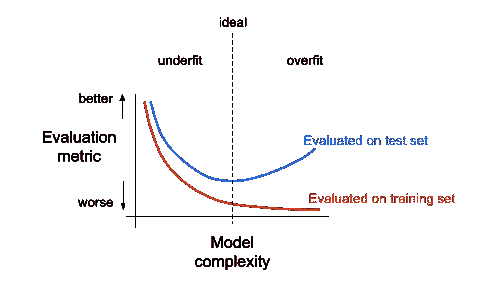 ideal
underfit
overfit
better
Evaluation
metric
Evaluated on test set
worse
Evaluated on training set
Model
complexity